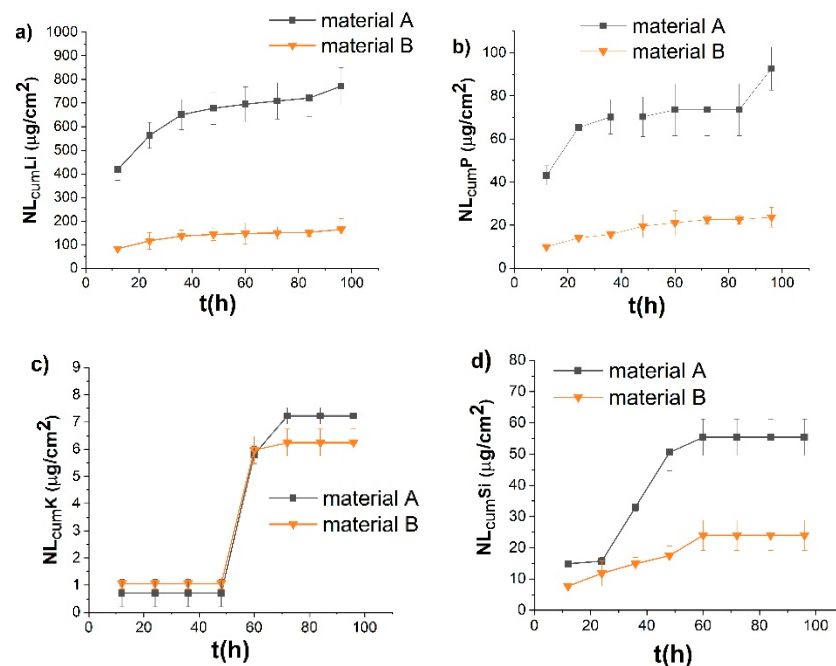 a)
material A
material B
NLcumLi (µg/cm²)
1000
900
800
700
600
500
400
300
200
100
0
0 20 40 60 80 100
t(h)
b)
material A
material B
NLcumP (µg/cm²)
100
80
60
40
20
0
0 20 40 60 80 100
t(h)
c)
NLcumK (µg/cm²)
9
8
7
6
5
4
3
2
1
0
material A
material B
0 20 40 60 80 100
t(h)
d)
material A
material B
NLcumSi (µg/cm²)
80
70
60
50
40
30
20
10
0
0 20 40 60 80 100
t(h)